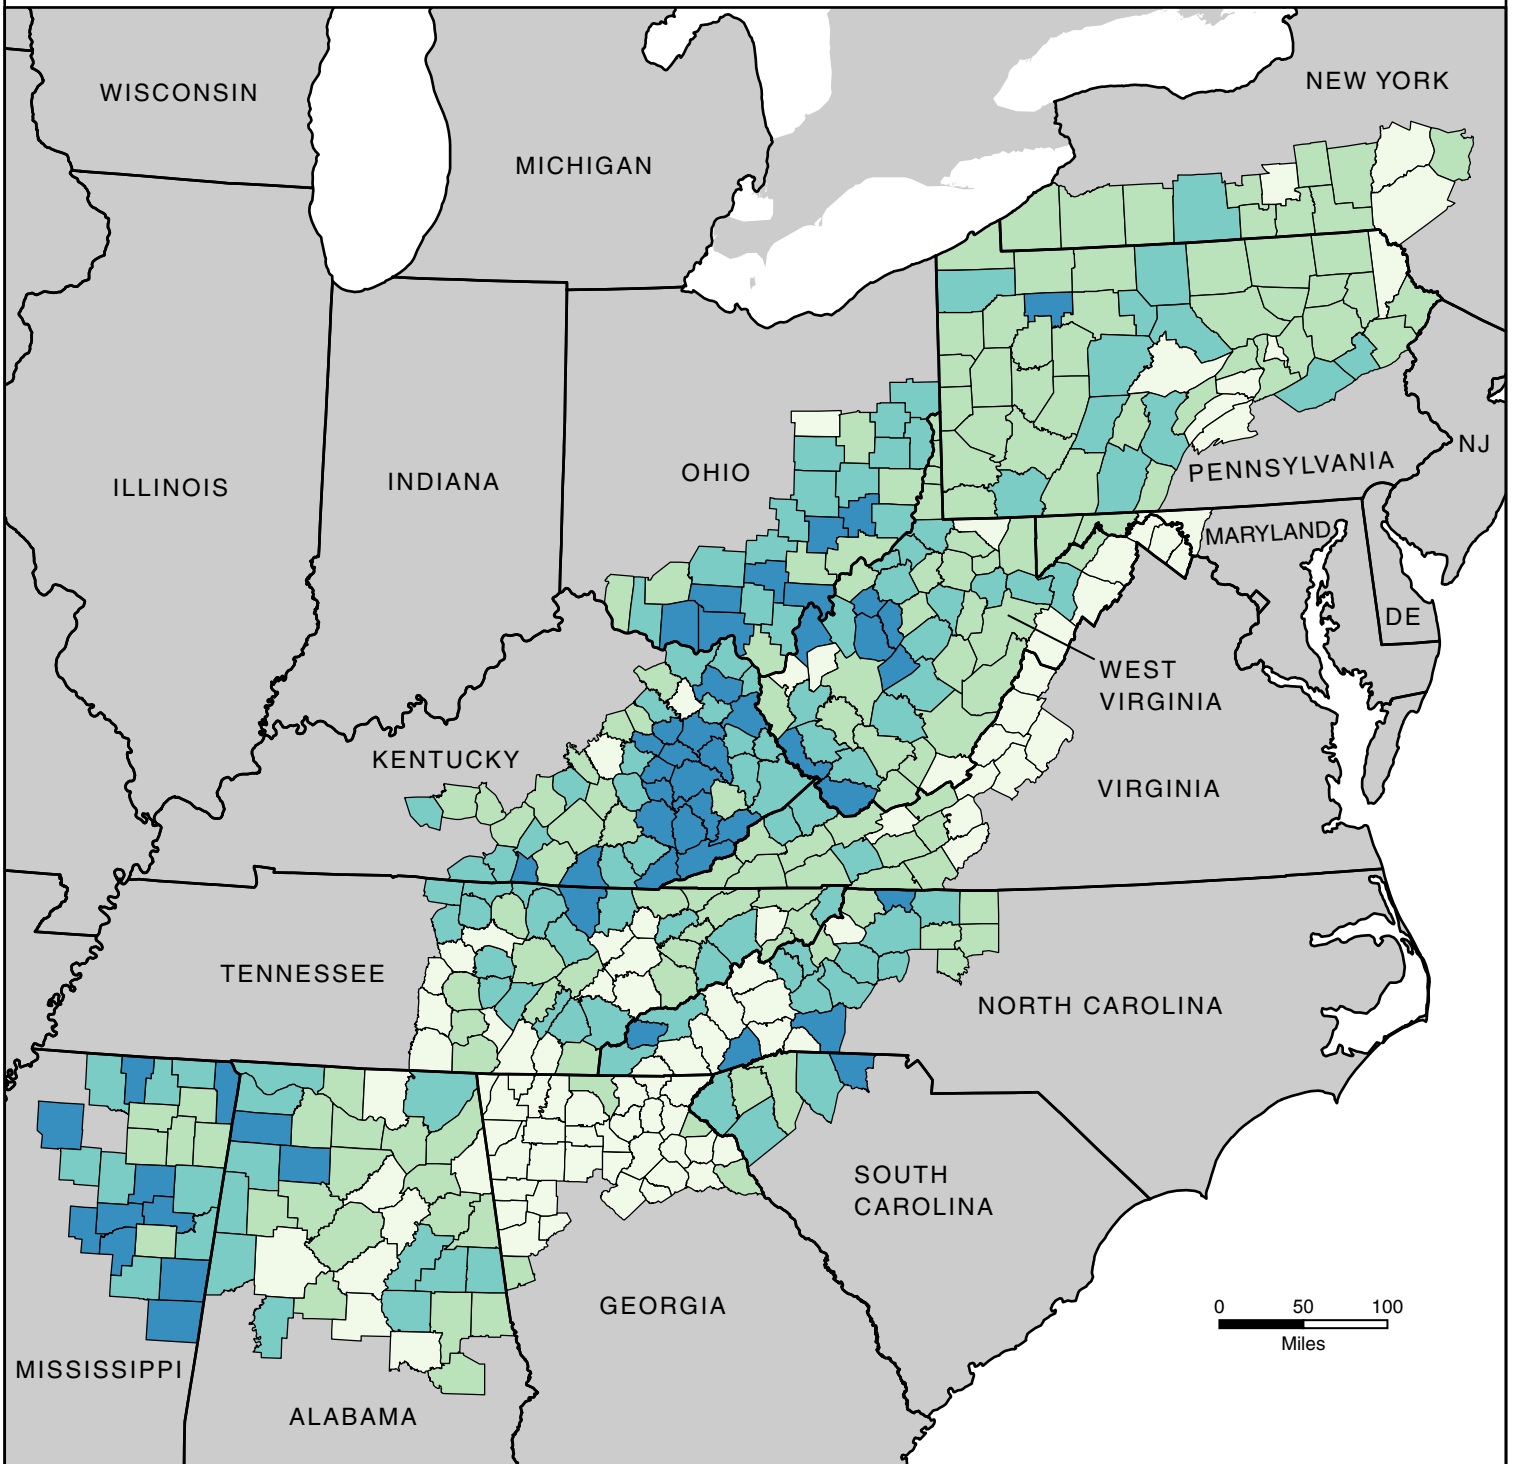 NEW YORK
WISCONSIN
MICHIGAN
NJ
PENNSYLVANIA
OHIO
INDIANA
ILLINOIS
MARYLAND
DE
WEST
VIRGINIA
KENTUCKY
VIRGINIA
TENNESSEE
NORTH CAROLINA
SOUTH
CAROLINA
GEORGIA
0 50 100
Miles
MISSISSIPPI
ALABAMA